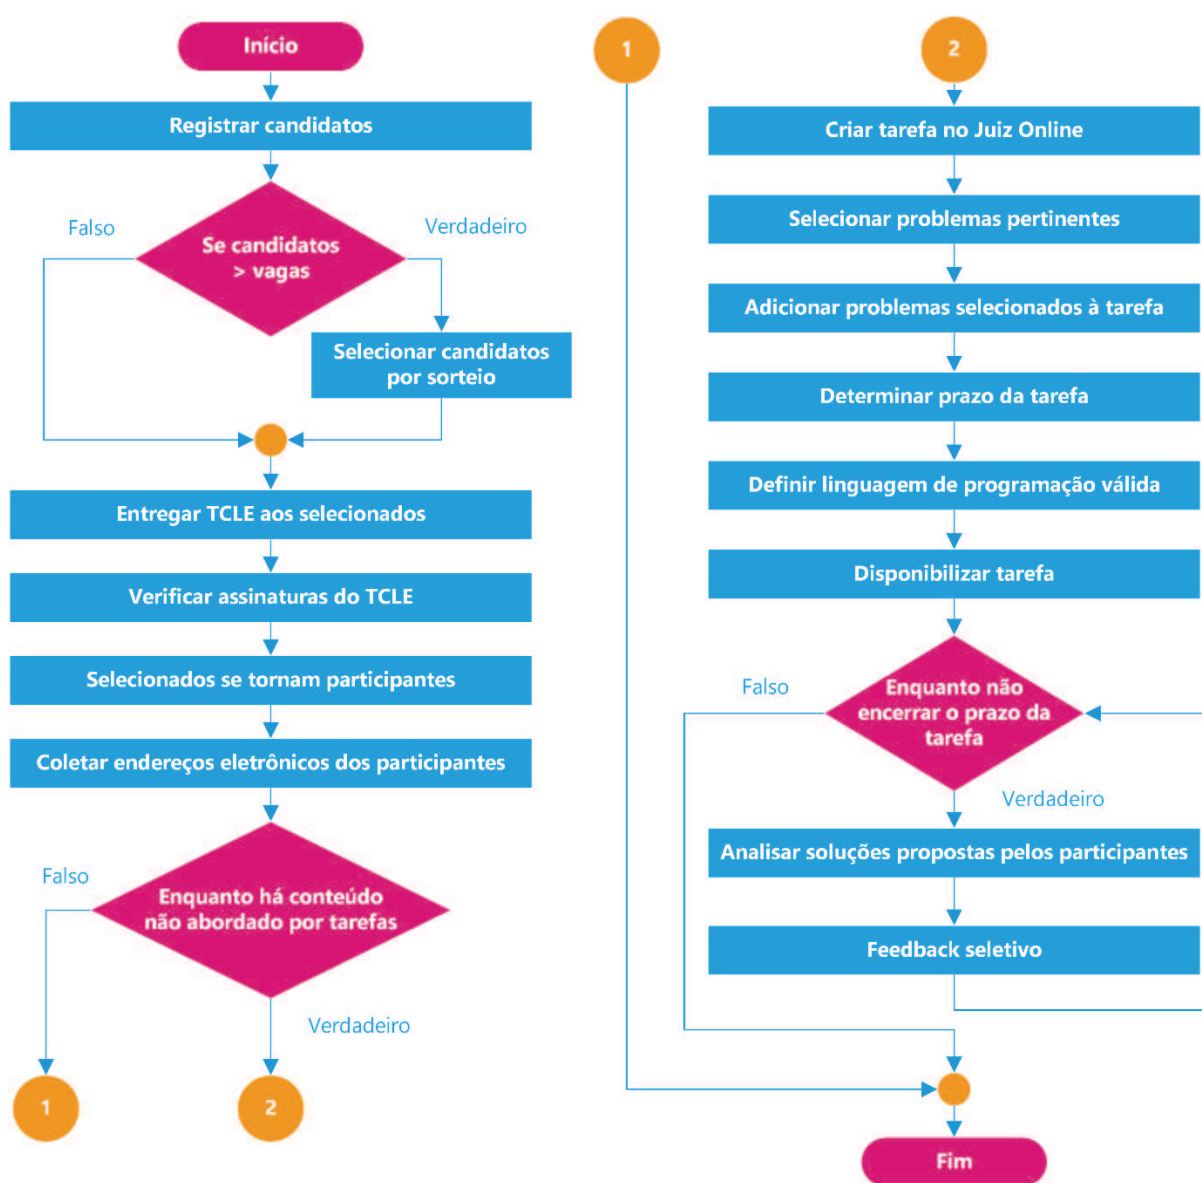 Início
Registrar candidatos
Falso
Verdadeiro
Se candidatos
> vagas
Selecionar candidatos
por sorteio
Entregar TCLE aos selecionados
Verificar assinaturas do TCLE
Selecionados se tornam participantes
Coletar endereços eletrônicos dos participantes
Falso
Enquanto há conteúdo
não abordado por tarefas
Verdadeiro
1
2
1
2
Criar tarefa no Juiz Online
Selecionar problemas pertinentes
Adicionar problemas selecionados à tarefa
Determinar prazo da tarefa
Definir linguagem de programação válida
Disponibilizar tarefa
Falso
Enquanto não
encerrar o prazo da
tarefa
Verdadeiro
Analisar soluções propostas pelos participantes
Feedback seletivo
Fim